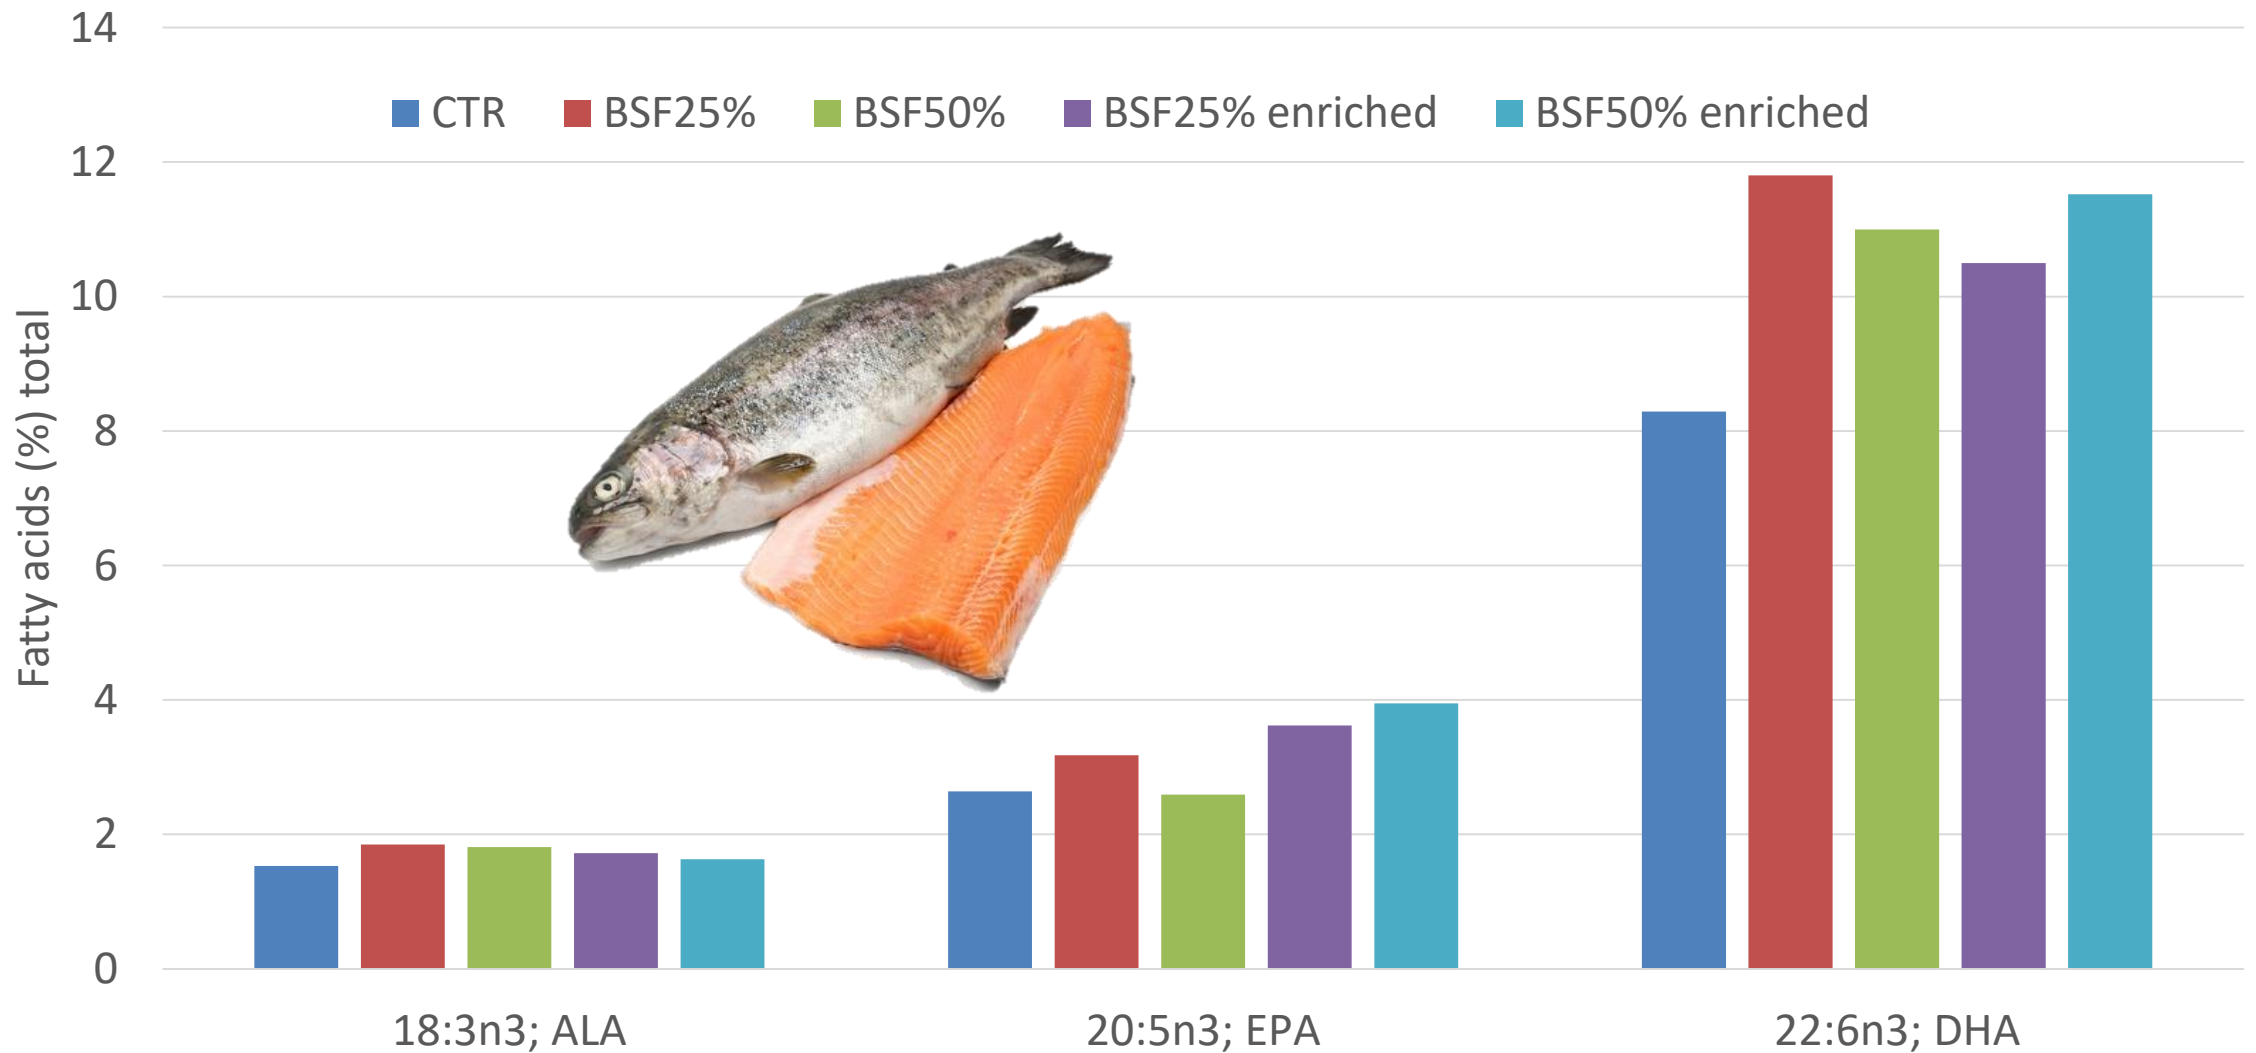 14
CTR BSF25% BSF50% BSF25% enriched BSF50% enriched
12
10
8
6
4
2
0
Fatty acids (%) total
18:3n3; ALA 20:5n3; EPA 22:6n3; DHA